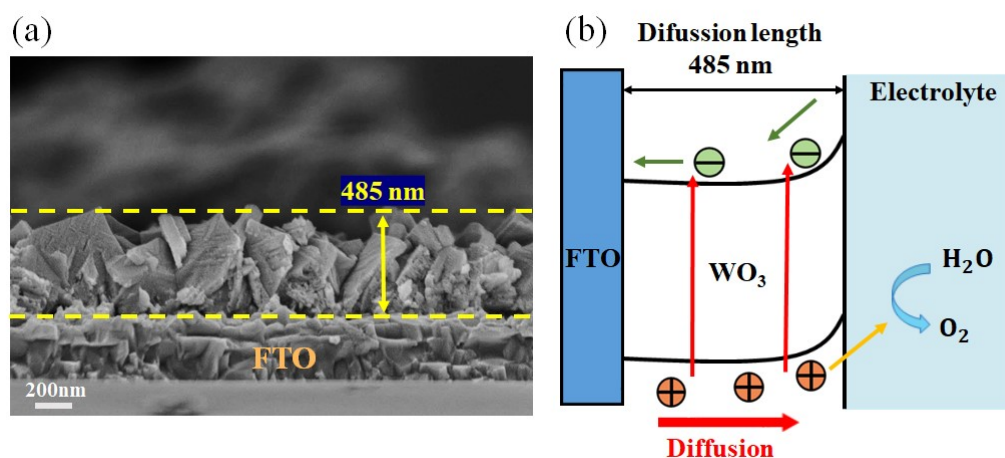 (a)
485 nm
FTO
200nm
(b)
Difussion length
485 nm
Electrolyte
FTO
WO₃
H₂O
O₂
Diffusion